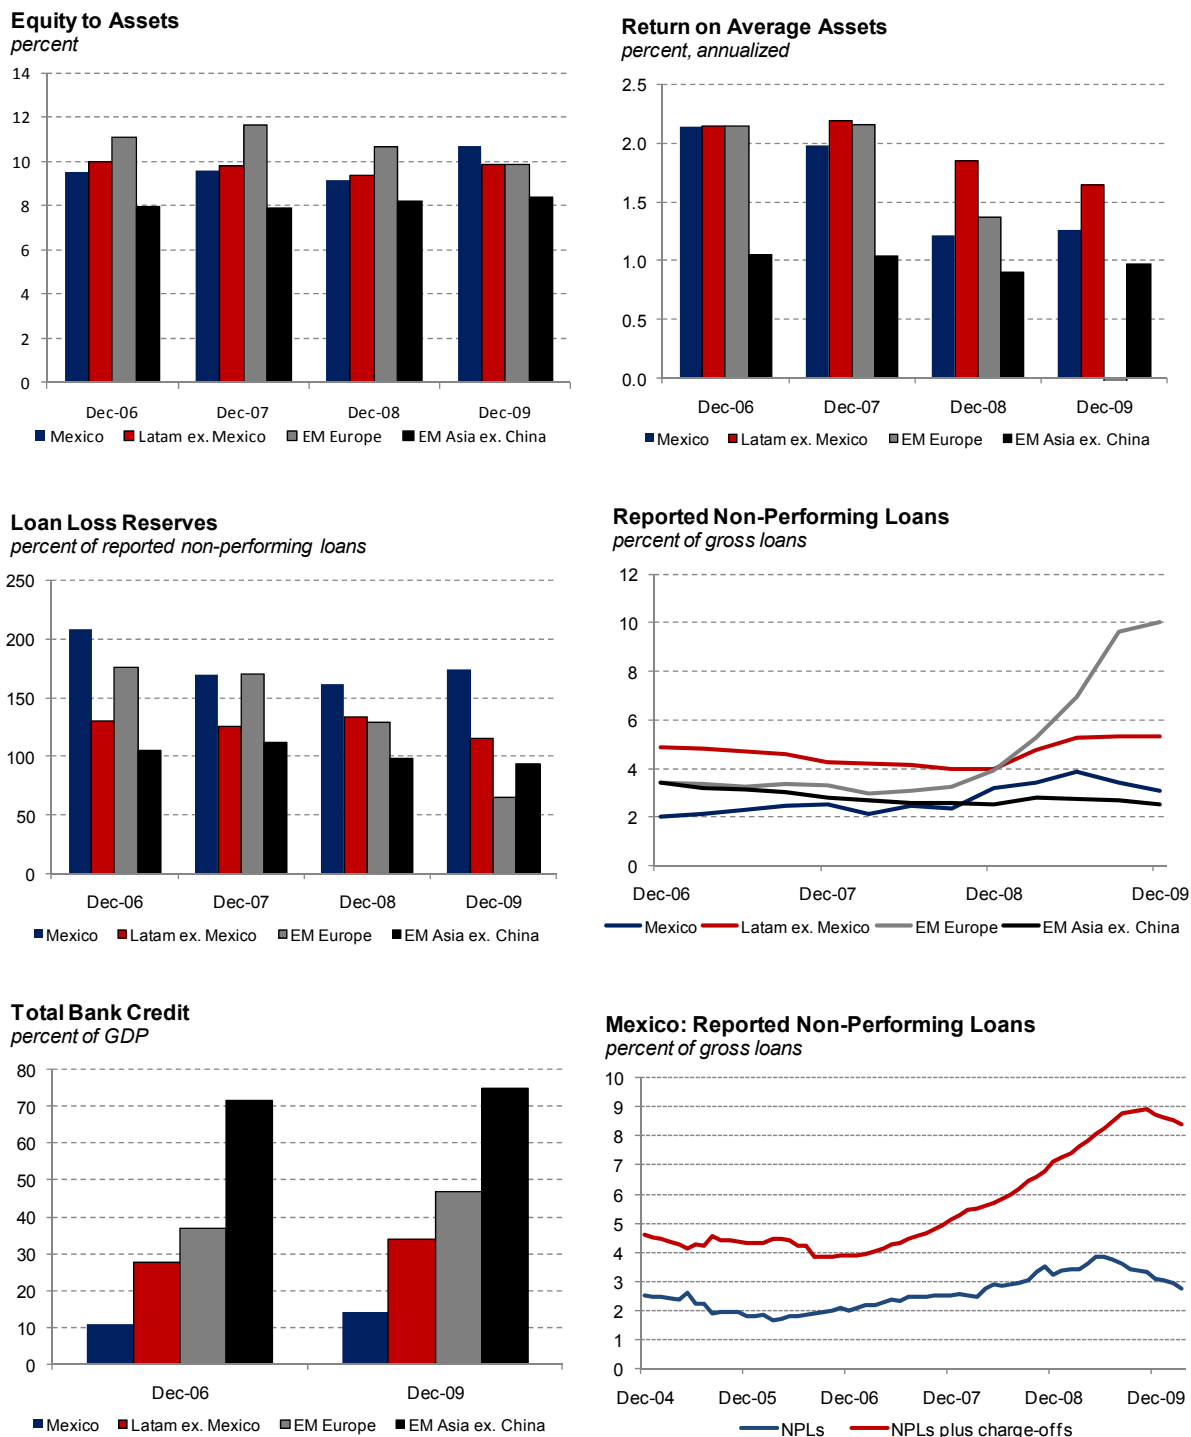 Equity to Assets
percent
14
12
10
8
6
4
2
0
Dec-06 Dec-07 Dec-08 Dec-09
Mexico Latam ex. Mexico EM Europe EM Asia ex. China
Return on Average Assets
percent, annualized
2.5
2.0
1.5
1.0
0.5
0.0
Dec-06 Dec-07 Dec-08 Dec-09
Mexico Latam ex. Mexico EM Europe EM Asia ex. China
Loan Loss Reserves
percent of reported non-performing loans
250
200
150
100
50
0
Dec-06 Dec-07 Dec-08 Dec-09
Mexico Latam ex. Mexico EM Europe EM Asia ex. China
Reported Non-Performing Loans
percent of gross loans
12
10
8
6
4
2
0
Dec-06 Dec-07 Dec-08 Dec-09
Mexico Latam ex. Mexico EM Europe EM Asia ex. China
Total Bank Credit
percent of GDP
80
70
60
50
40
30
20
10
0
Dec-06 Dec-09
Mexico Latam ex. Mexico EM Europe EM Asia ex. China
Mexico: Reported Non-Performing Loans
percent of gross loans
10
9
8
7
6
5
4
3
2
1
0
Dec-04 Dec-05 Dec-06 Dec-07 Dec-08 Dec-09
NPLs NPLs plus charge-offs